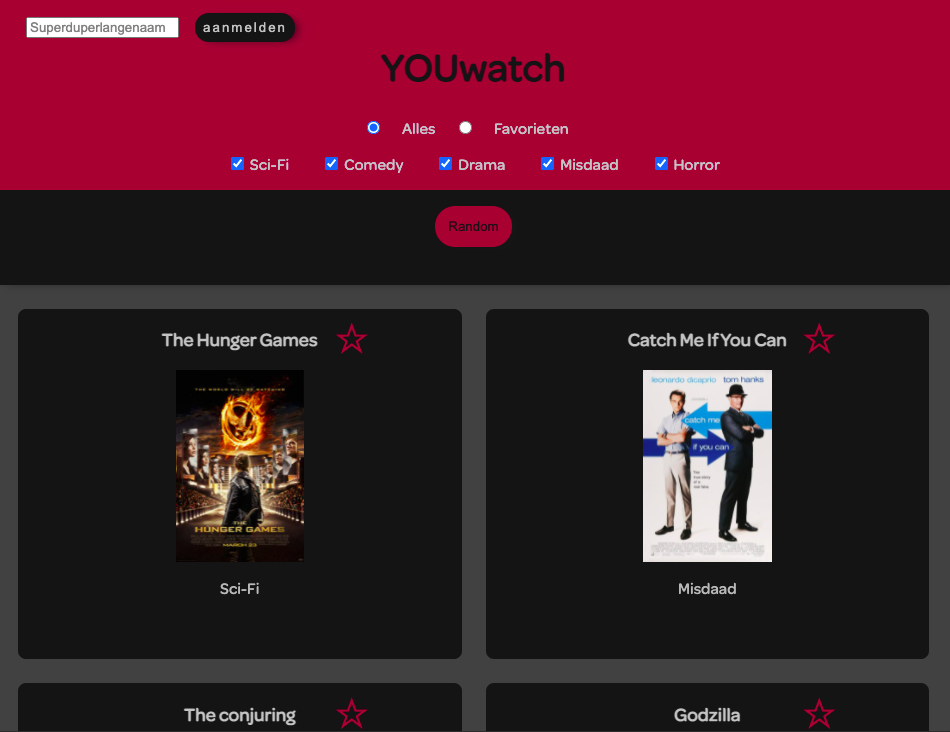 Superduperlangenaam aanmelden
YOUwatch
Alles Favorieten
Sci-Fi Comedy Drama Misdaad Horror
Random
The Hunger Games
THE WORLD WILL BE WATCHING
THE
HUNGER GAMES
MARCH 23
Sci-Fi
Catch Me If You Can
leonardo dicaprio tom hanks
catch me
if you can
Misdaad
The conjuring
Godzilla